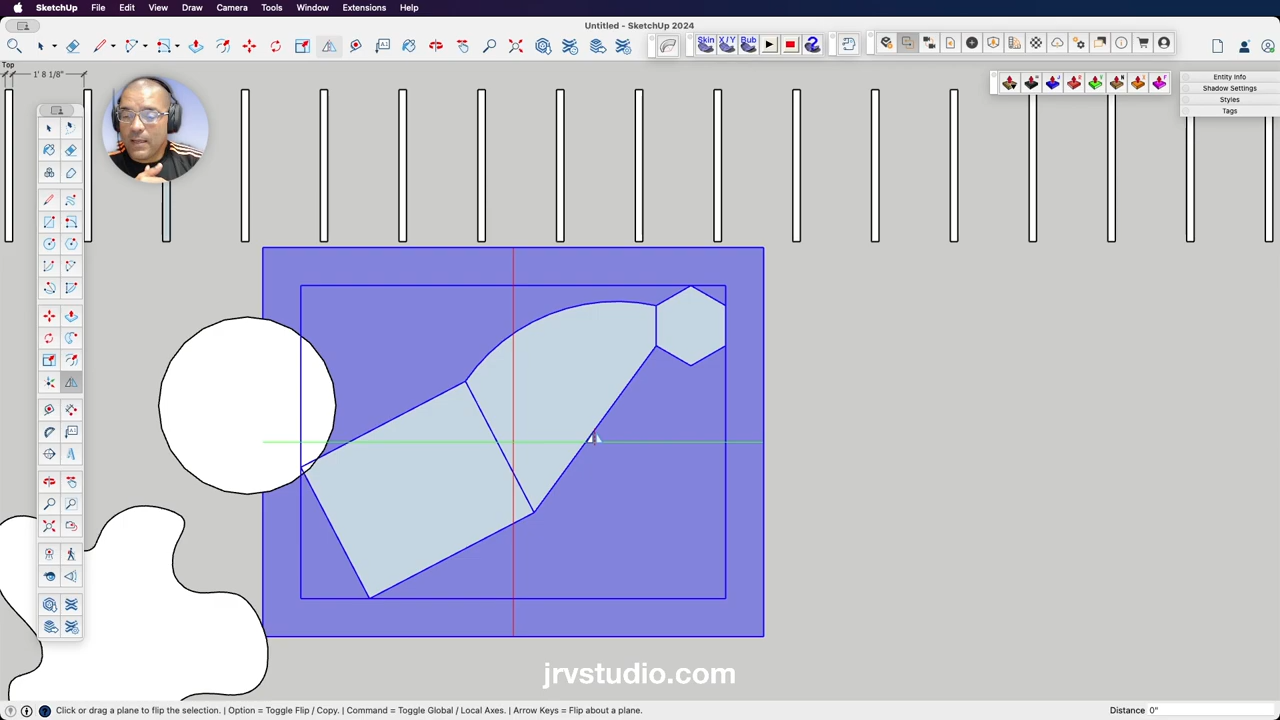 SketchUp File Edit View Draw Camera Tools Window Extensions Help
Untitled - SketchUp 2024
Skin X/Y Bub
Top
1' 8 1/8"
Entity Info
Shadow Settings
Styles
Tags
jrvstudio.com
Click or drag a plane to flip the selection. | Option = Toggle Flip / Copy. | Command = Toggle Global / Local Axes. | Arrow Keys = Flip about a plane.
Distance 0"